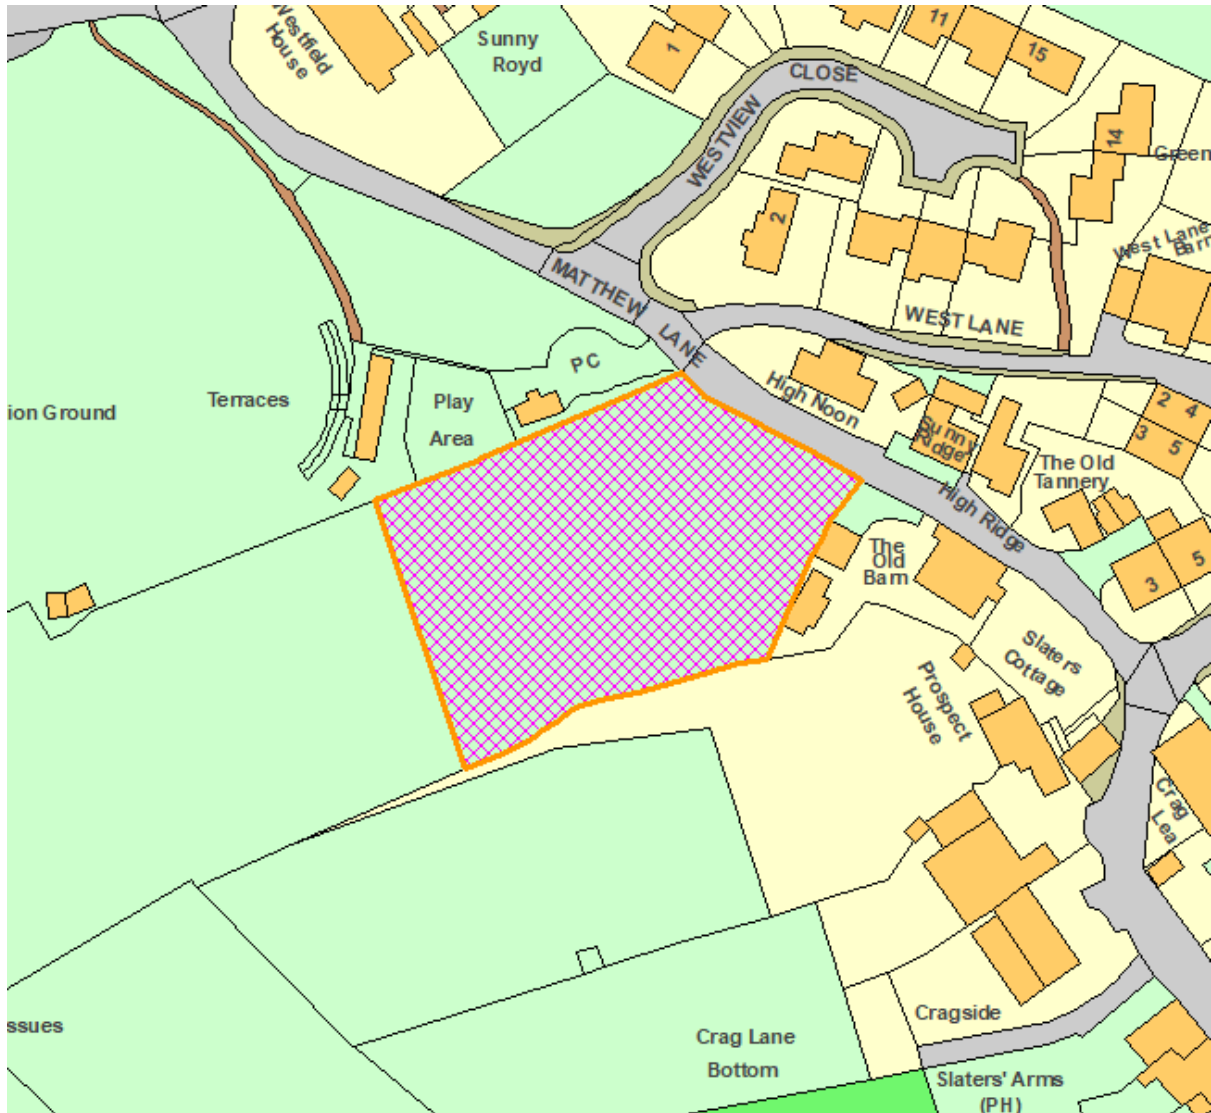 Westfield
House
Sunny
Royd
1
11
15
CLOSE
WESTVIEW
14
Green
2
West Lane
Barn
MATTHEW LANE
WEST LANE
PC
High Noon
Terraces
Play
Area
ion Ground
Sunny
Ridge
2 4
3 5
The Old
Tannery
High Ridge
The
Old
Barn
3
5
Slaters
Cottage
Prospect
House
Crag
Lea
Cragside
ssues
Crag Lane
Bottom
Slaters' Arms
(PH)